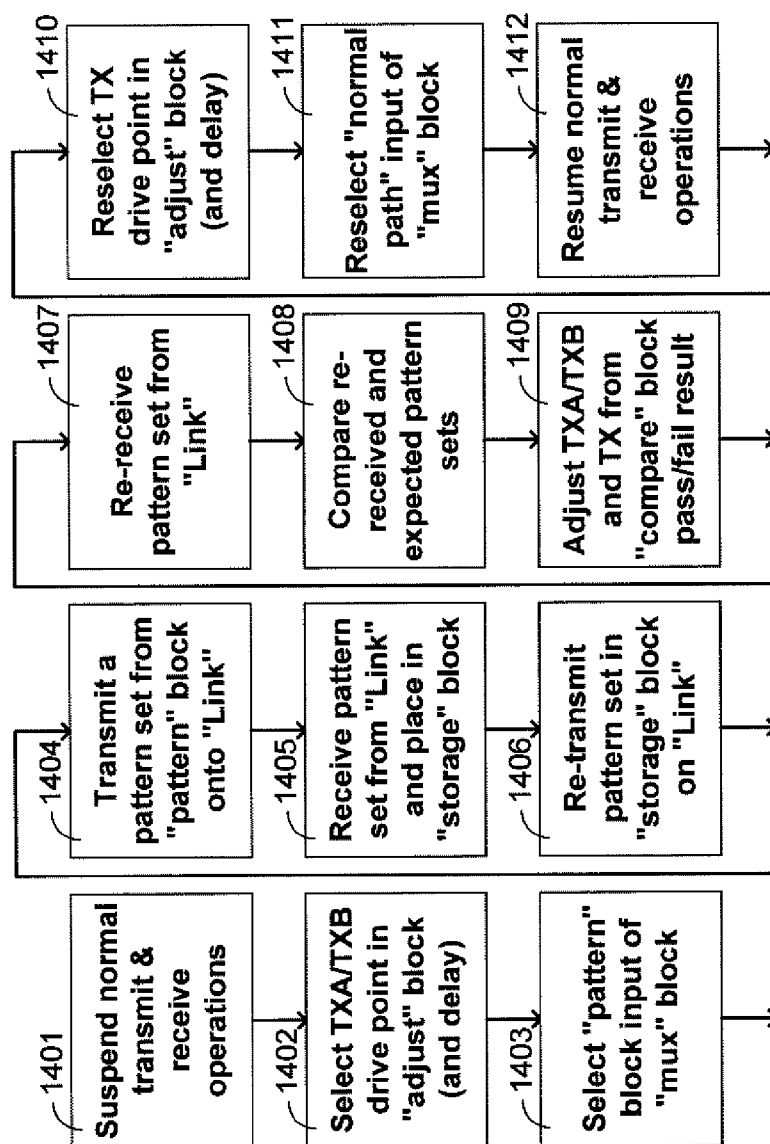 1401
Suspend normal
transmit &
receive
operations
1402
Select TXA/TXB
drive point in
"adjust" block
(and delay)
1403
Select "pattern"
block input of
"mux" block
1404
Transmit a
pattern set from
"pattern" block
onto "Link"
1405
Receive pattern
set from "Link"
and place in
"storage" block
1406
Re-transmit
pattern set in
"storage" block
on "Link"
1407
Re-receive
pattern set from
"Link"
1408
Compare re-
received and
expected pattern
sets
1409
Adjust TXA/TXB
and TX from
"compare" block
pass/fail result
1410
Reselect TX
drive point in
"adjust" block
(and delay)
1411
Reselect "normal
path" input of
"mux" block
1412
Resume normal
transmit &
receive
operations